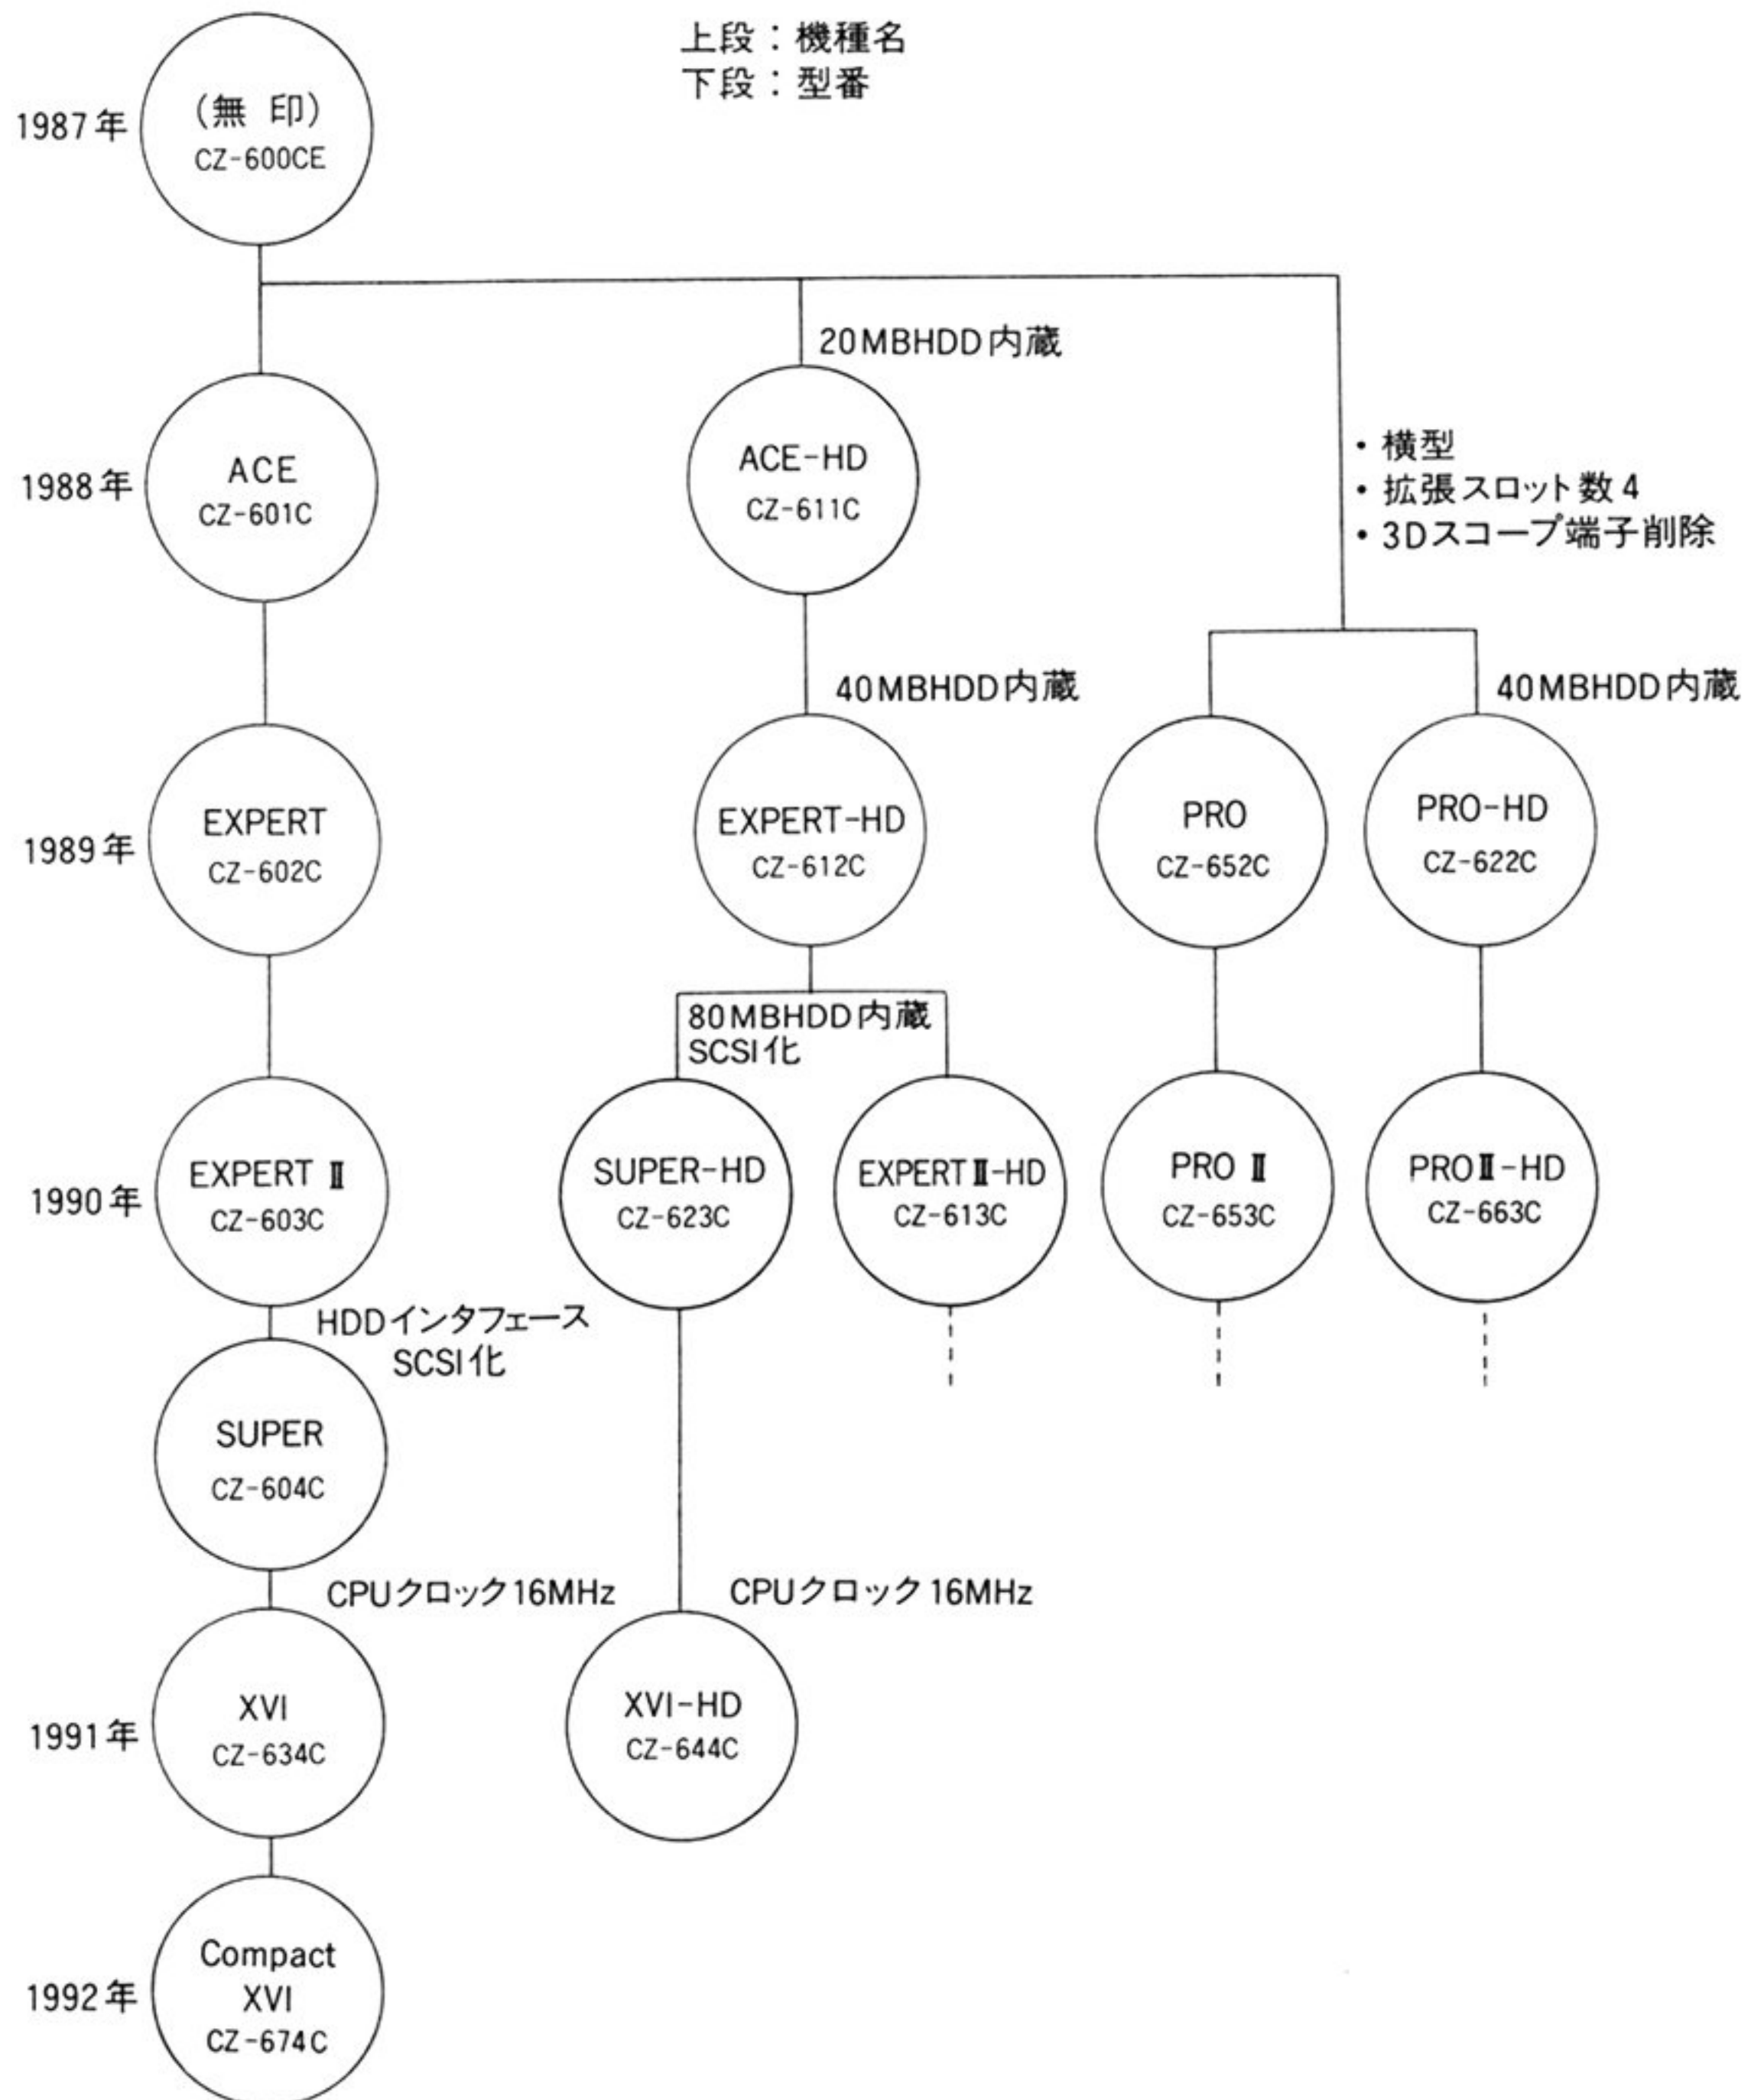 上段：機種名
下段：型番
1987年
(無 印)
CZ-600CE
20MBHDD内蔵
・横型
・拡張スロット数4
・3Dスコープ端子削除
1988年
ACE
CZ-601C
ACE-HD
CZ-611C
40MBHDD内蔵
40MBHDD内蔵
1989年
EXPERT
CZ-602C
EXPERT-HD
CZ-612C
PRO
CZ-652C
PRO-HD
CZ-622C
80MBHDD内蔵
SCSI化
1990年
EXPERT Ⅱ
CZ-603C
SUPER-HD
CZ-623C
EXPERTⅡ-HD
CZ-613C
PRO Ⅱ
CZ-653C
PROⅡ-HD
CZ-663C
HDDインタフェース
SCSI化
SUPER
CZ-604C
CPUクロック16MHz
CPUクロック16MHz
1991年
XVI
CZ-634C
XVI-HD
CZ-644C
1992年
Compact
XVI
CZ-674C